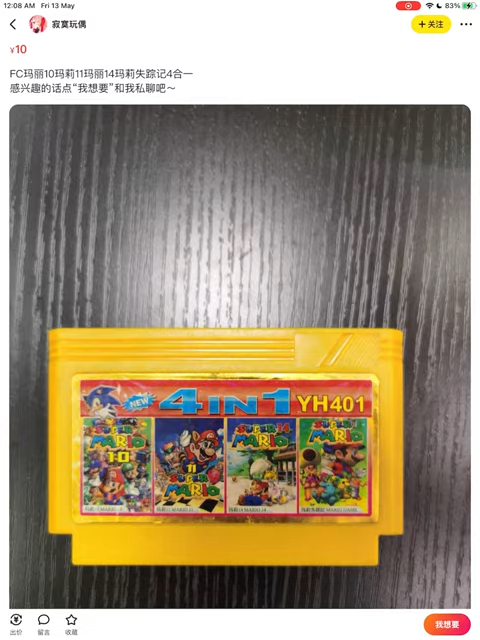 12:08 AM Fri 13 May
83%
寂寞玩偶
+关注
¥10
FC玛丽10玛莉11玛丽14玛莉失踪记4合一
感兴趣的话点“我想要”和我私聊吧～
NEW
4 IN 1 YH401
SUPER MARIO 10
11 SUPER MARIO
SUPER 14 MARIO
SUPER MARIO
出价
留言
收藏
我想要